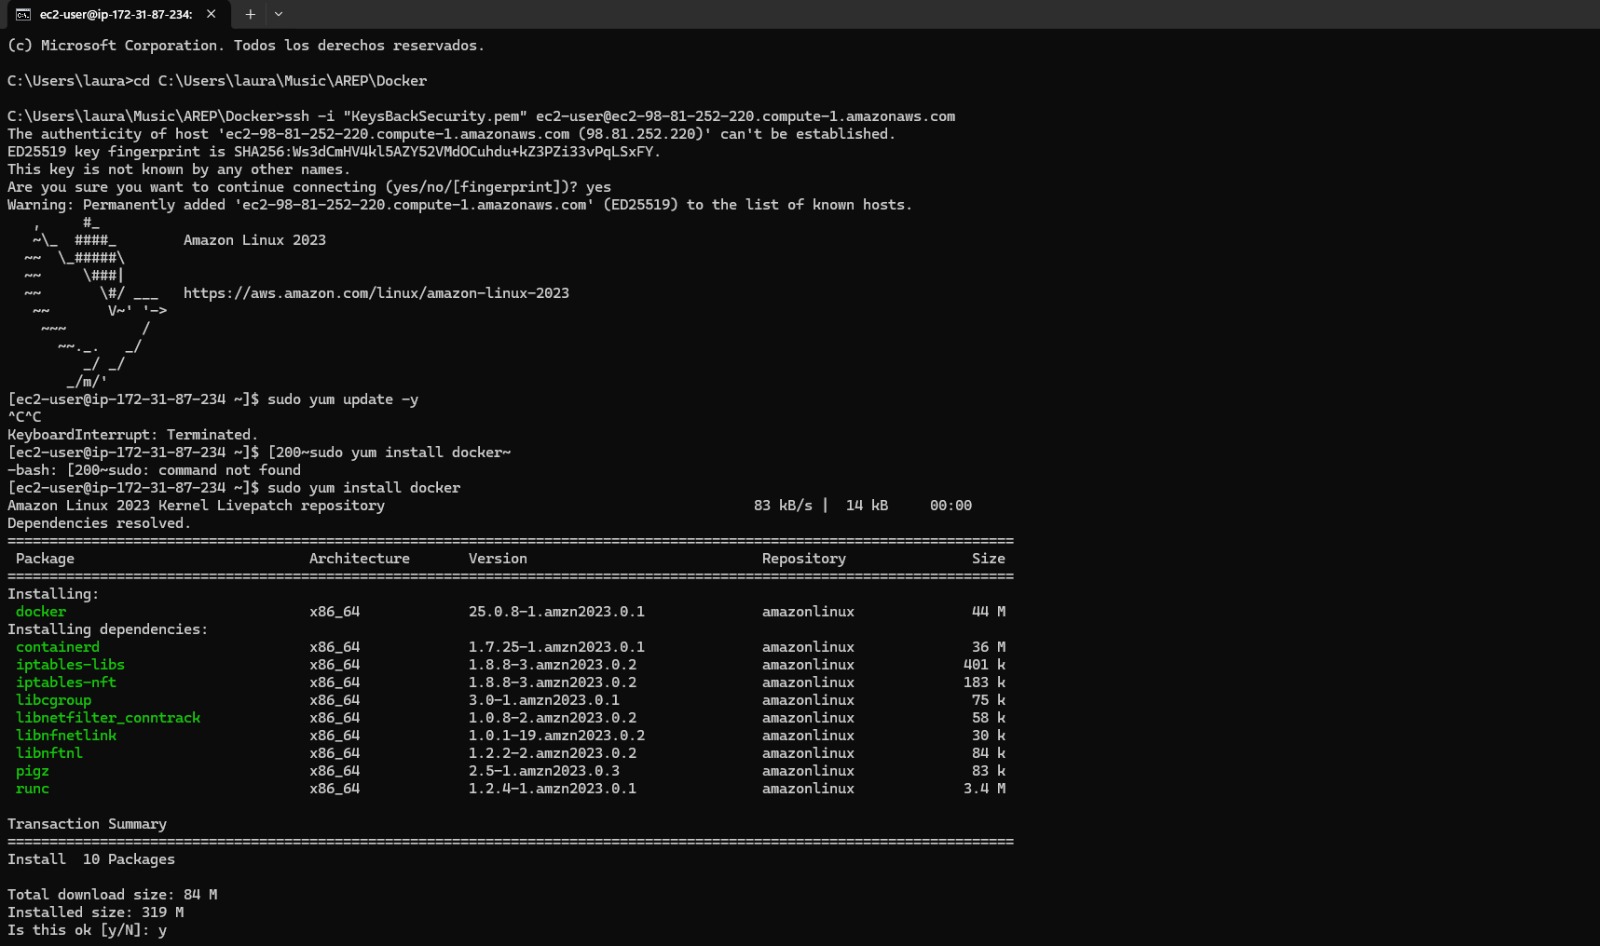 ec2-user@ip-172-31-87-234:
(c) Microsoft Corporation. Todos los derechos reservados.
C:\Users\laura>cd C:\Users\laura\Music\AREP\Docker
C:\Users\laura\Music\AREP\Docker>ssh -i "KeysBackSecurity.pem" ec2-user@ec2-98-81-252-220.compute-1.amazonaws.com
The authenticity of host 'ec2-98-81-252-220.compute-1.amazonaws.com (98.81.252.220)' can't be established.
ED25519 key fingerprint is SHA256:Ws3dCmHV4kl5AZY52VMdOCuhdu+kZ3PZi33vPqLSxFY.
This key is not known by any other names.
Are you sure you want to continue connecting (yes/no/[fingerprint])? yes
Warning: Permanently added 'ec2-98-81-252-220.compute-1.amazonaws.com' (ED25519) to the list of known hosts.
   ,     #_
   ~\_  ####_        Amazon Linux 2023
  ~~  \_#####\
  ~~     \###|
  ~~       \#/ ___   https://aws.amazon.com/linux/amazon-linux-2023
   ~~       V~' '->
    ~~~         /
      ~~._.   _/
         _/ _/
       _/m/'
[ec2-user@ip-172-31-87-234 ~]$ sudo yum update -y
^C^C
KeyboardInterrupt: Terminated.
[ec2-user@ip-172-31-87-234 ~]$ [200~sudo yum install docker~
-bash: [200~sudo: command not found
[ec2-user@ip-172-31-87-234 ~]$ sudo yum install docker
Amazon Linux 2023 Kernel Livepatch repository 83 kB/s | 14 kB 00:00
Dependencies resolved.
========================================================================================================================
Package Architecture Version Repository Size
========================================================================================================================
Installing:
docker x86_64 25.0.8-1.amzn2023.0.1 amazonlinux 44 M
Installing dependencies:
containerd x86_64 1.7.25-1.amzn2023.0.1 amazonlinux 36 M
iptables-libs x86_64 1.8.8-3.amzn2023.0.2 amazonlinux 401 k
iptables-nft x86_64 1.8.8-3.amzn2023.0.2 amazonlinux 183 k
libcgroup x86_64 3.0-1.amzn2023.0.1 amazonlinux 75 k
libnetfilter_conntrack x86_64 1.0.8-2.amzn2023.0.2 amazonlinux 58 k
libnfnetlink x86_64 1.0.1-19.amzn2023.0.2 amazonlinux 30 k
libnftnl x86_64 1.2.2-2.amzn2023.0.2 amazonlinux 84 k
pigz x86_64 2.5-1.amzn2023.0.3 amazonlinux 83 k
runc x86_64 1.2.4-1.amzn2023.0.1 amazonlinux 3.4 M
Transaction Summary
========================================================================================================================
Install  10 Packages
Total download size: 84 M
Installed size: 319 M
Is this ok [y/N]: y